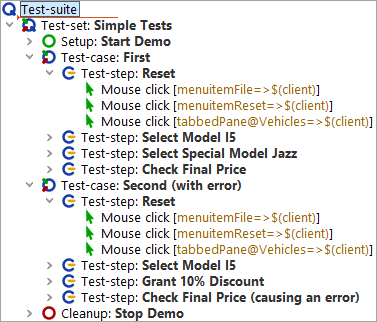 Test-suite
Test-set: Simple Tests
Setup: Start Demo
Test-case: First
Test-step: Reset
Mouse click [menuitemFile=>$(client)]
Mouse click [menuitemReset=>$(client)]
Mouse click [tabbedPane@Vehicles=>$(client)]
Test-step: Select Model I5
Test-step: Select Special Model Jazz
Test-step: Check Final Price
Test-case: Second (with error)
Test-step: Reset
Mouse click [menuitemFile=>$(client)]
Mouse click [menuitemReset=>$(client)]
Mouse click [tabbedPane@Vehicles=>$(client)]
Test-step: Select Model I5
Test-step: Grant 10% Discount
Test-step: Check Final Price (causing an error)
Cleanup: Stop Demo